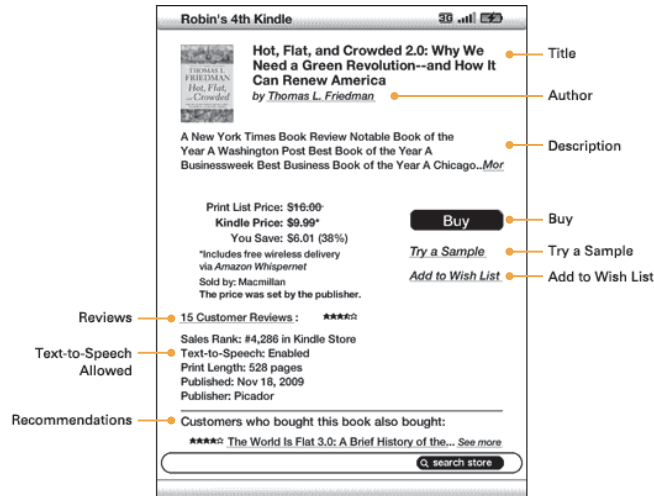 Robin's 4th Kindle
3G
THOMAS L.
FRIEDMAN
Hot, Flat,
and Crowded
Hot, Flat, and Crowded 2.0: Why We
Need a Green Revolution--and How It
Can Renew America
by Thomas L. Friedman
Title
Author
A New York Times Book Review Notable Book of the
Year A Washington Post Best Book of the Year A
Businessweek Best Business Book of the Year A Chicago..Mor
Description
Print List Price: $16.00
Kindle Price: $9.99*
You Save: $6.01 (38%)
*Includes free wireless delivery
via Amazon Whispernet
Sold by: Macmillan
The price was set by the publisher.
Buy
Buy
Try a Sample
Try a Sample
Add to Wish List
Add to Wish List
Reviews
15 Customer Reviews :
Sales Rank: #4,286 in Kindle Store
Text-to-Speech
Allowed
Text-to-Speech: Enabled
Print Length: 528 pages
Published: Nov 18, 2009
Publisher: Picador
Recommendations
Customers who bought this book also bought:
The World Is Flat 3.0: A Brief History of the... See more
search store